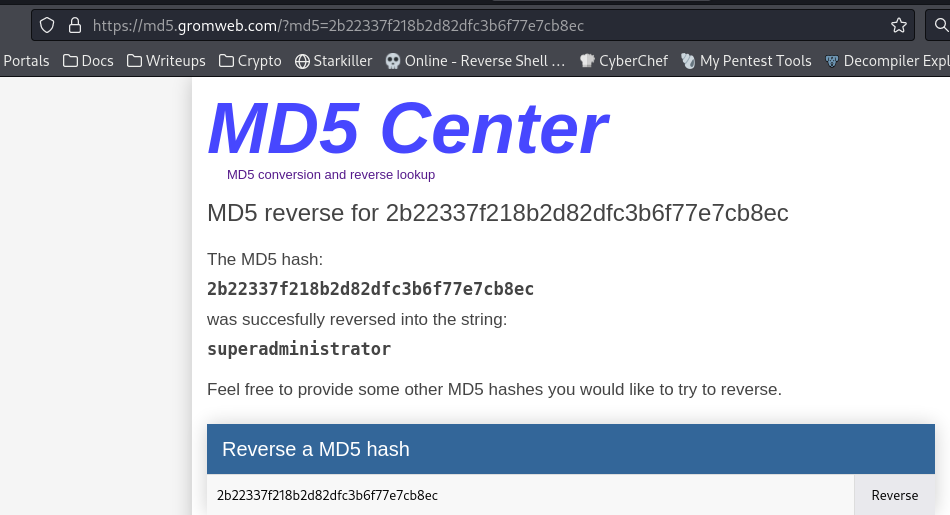 https://md5.gromweb.com/?md5=2b22337f218b2d82dfc3b6f77e7cb8ec
Portals Docs Writeups Crypto Starkiller Online - Reverse Shell ... CyberChef My Pentest Tools Decompiler Expl
MD5 Center
MD5 conversion and reverse lookup
MD5 reverse for 2b22337f218b2d82dfc3b6f77e7cb8ec
The MD5 hash:
2b22337f218b2d82dfc3b6f77e7cb8ec
was succesfully reversed into the string:
superadministrator
Feel free to provide some other MD5 hashes you would like to try to reverse.
Reverse a MD5 hash
2b22337f218b2d82dfc3b6f77e7cb8ec Reverse